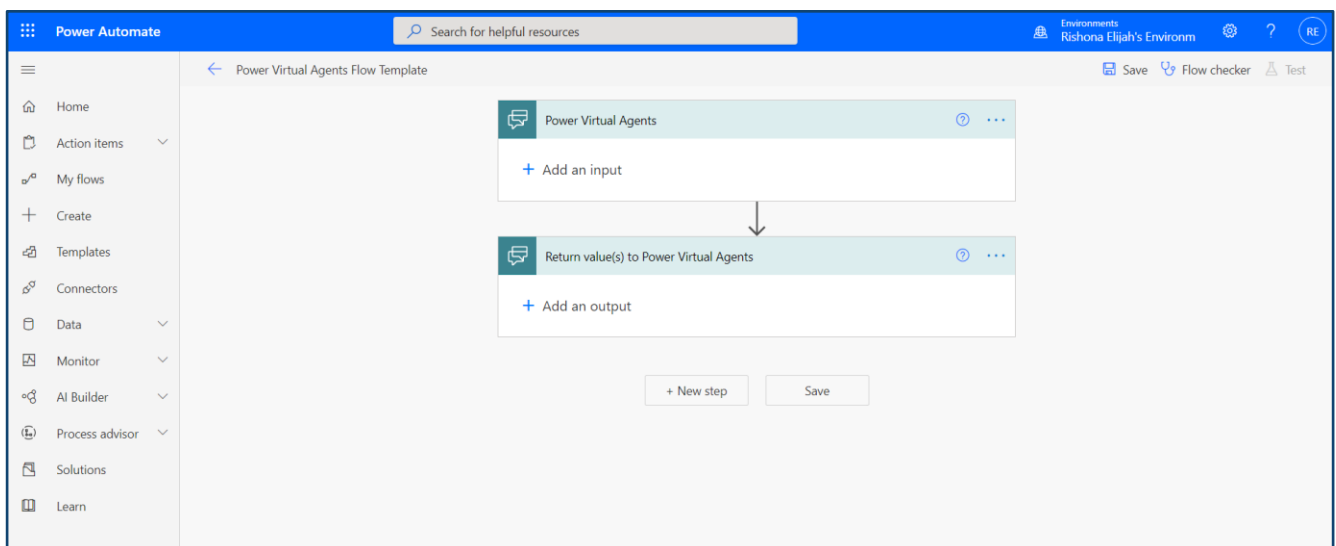 Power Automate
Search for helpful resources
Environments
Rishona Elijah's Environm
?
RE
Power Virtual Agents Flow Template
Save
Flow checker
Test
Home
Action items
My flows
Create
Templates
Connectors
Data
Monitor
AI Builder
Process advisor
Solutions
Learn
Power Virtual Agents
? ...
+ Add an input
Return value(s) to Power Virtual Agents
? ...
+ Add an output
+ New step
Save